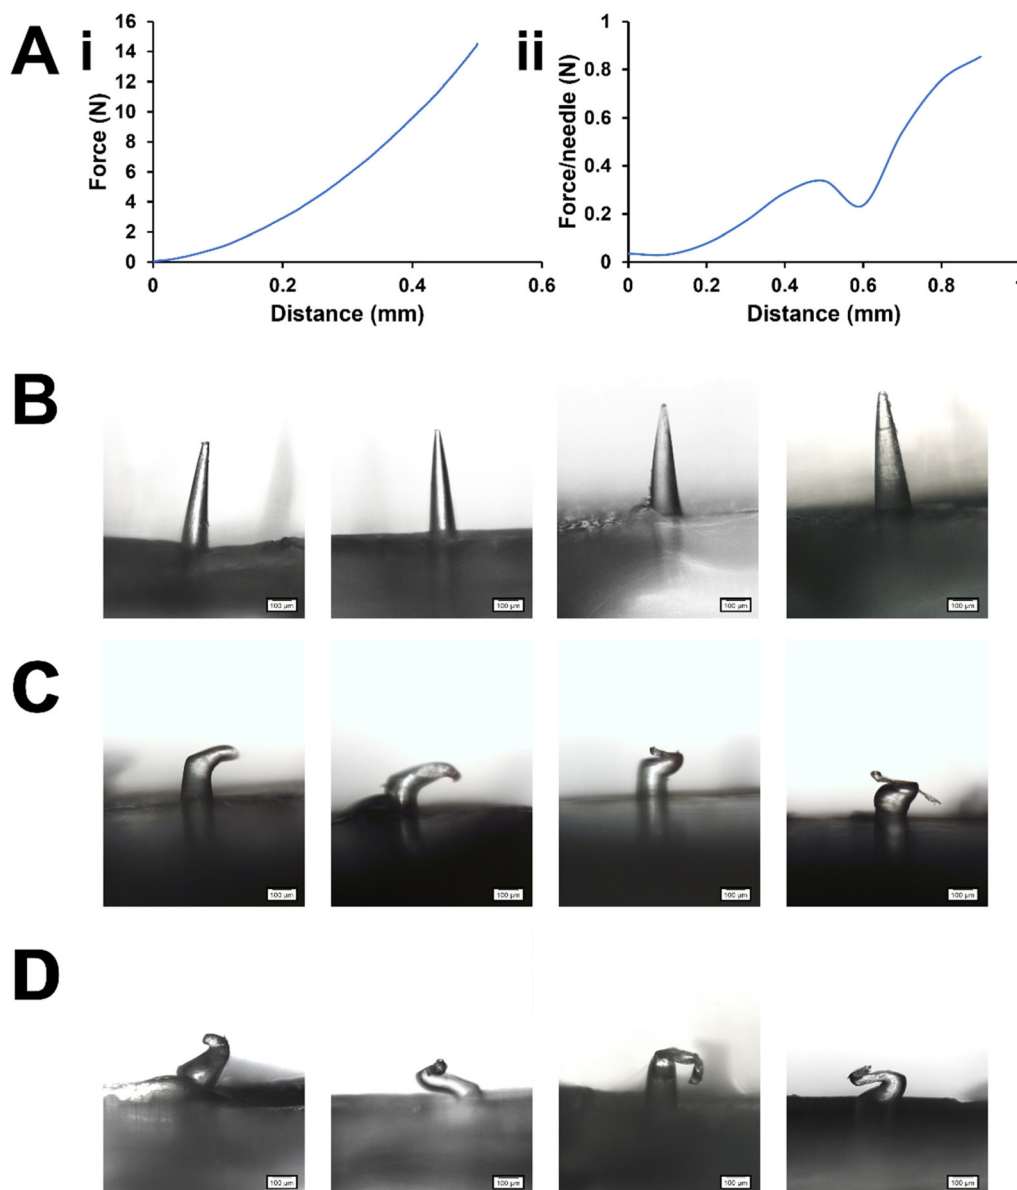 A i ii
16
14
12
10
8
6
4
2
0
Force (N)
0 0.2 0.4 0.6
Distance (mm)
1
0.8
0.6
0.4
0.2
0
Force/needle (N)
0 0.2 0.4 0.6 0.8 1
Distance (mm)
B
100 µm 100 µm 100 µm 100 µm
C
100 µm 100 µm 100 µm 100 µm
D
100 µm 100 µm 100 µm 100 µm